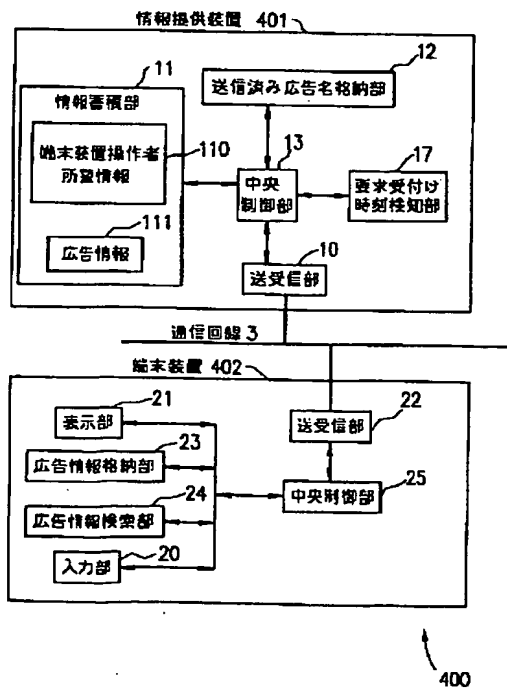 情報提供装置 401
11
情報蓄積部
端末装置操作者
所望情報
110
111
広告情報
12
送信済み広告名格納部
13
中央
制御部
17
要求受付け
時刻検知部
10
送受信部
通信回線 3
端末装置 402
21
表示部
23
広告情報格納部
24
広告情報検索部
20
入力部
22
送受信部
25
中央制御部
400